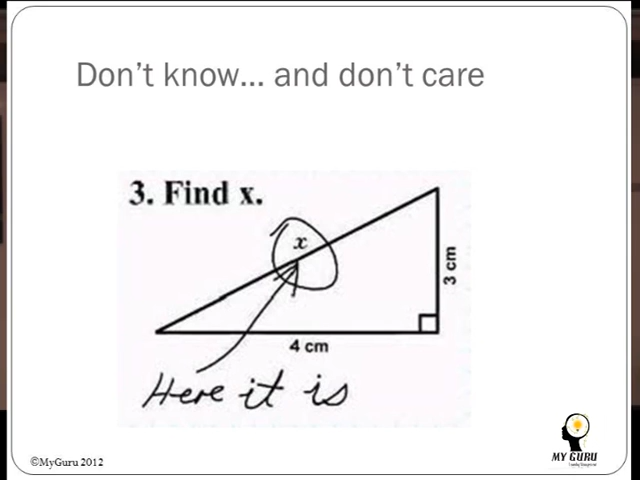 Don't know... and don't care
3. Find x.
x
3 cm
4 cm
Here it is
©MyGuru 2012
MY GURU